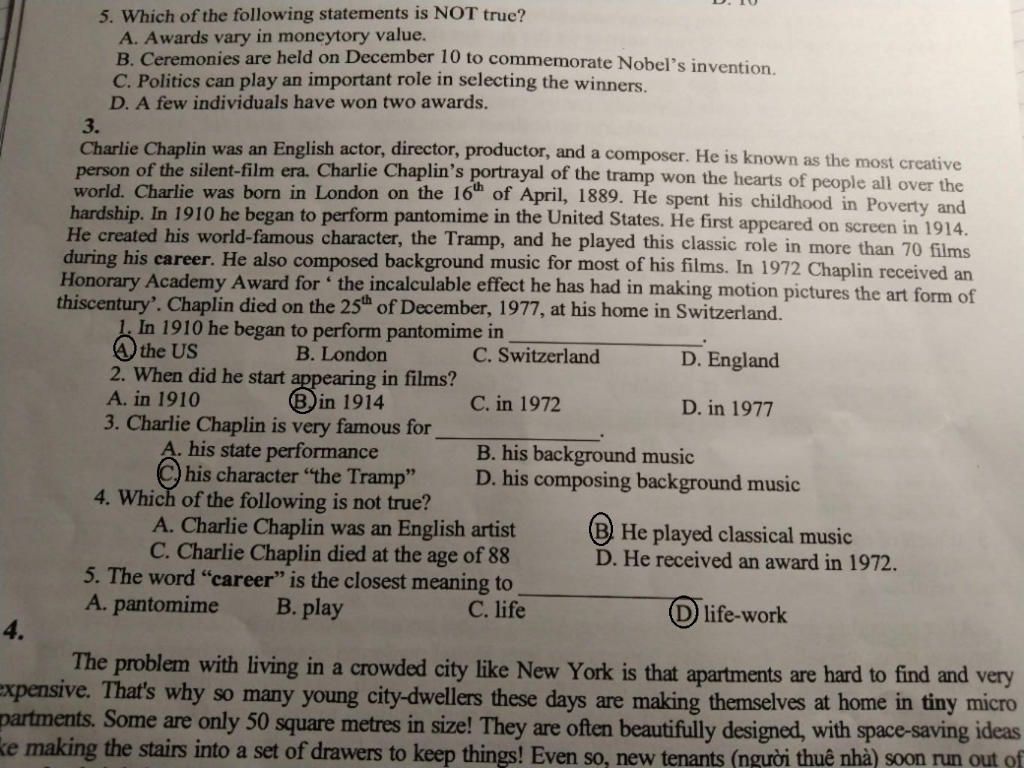 5. Which of the following statements is NOT true?
A. Awards vary in moneytory value.
B. Ceremonies are held on December 10 to commemorate Nobel's invention.
C. Politics can play an important role in selecting the winners.
D. A few individuals have won two awards.
3.
Charlie Chaplin was an English actor, director, productor, and a composer. He is known as the most creative
person of the silent-film era. Charlie Chaplin's portrayal of the tramp won the hearts of people all over the
world. Charlie was born in London on the 16th of April, 1889. He spent his childhood in Poverty and
hardship. In 1910 he began to perform pantomime in the United States. He first appeared on screen in 1914.
He created his world-famous character, the Tramp, and he played this classic role in more than 70 films
during his career. He also composed background music for most of his films. In 1972 Chaplin received an
Honorary Academy Award for ‘ the incalculable effect he has had in making motion pictures the art form of
thiscentury’. Chaplin died on the 25th of December, 1977, at his home in Switzerland.
1. In 1910 he began to perform pantomime in ____________________.
A. the US B. London C. Switzerland D. England
2. When did he start appearing in films?
A. in 1910 B. in 1914 C. in 1972 D. in 1977
3. Charlie Chaplin is very famous for ________________.
A. his state performance B. his background music
C. his character “the Tramp” D. his composing background music
4. Which of the following is not true?
A. Charlie Chaplin was an English artist B. He played classical music
C. Charlie Chaplin died at the age of 88 D. He received an award in 1972.
5. The word “career” is the closest meaning to ____________________
A. pantomime B. play C. life D life-work
4.
The problem with living in a crowded city like New York is that apartments are hard to find and very
expensive. That's why so many young city-dwellers these days are making themselves at home in tiny micro
partments. Some are only 50 square metres in size! They are often beautifully designed, with space-saving ideas
ke making the stairs into a set of drawers to keep things! Even so, new tenants (người thuê nhà) soon run out of